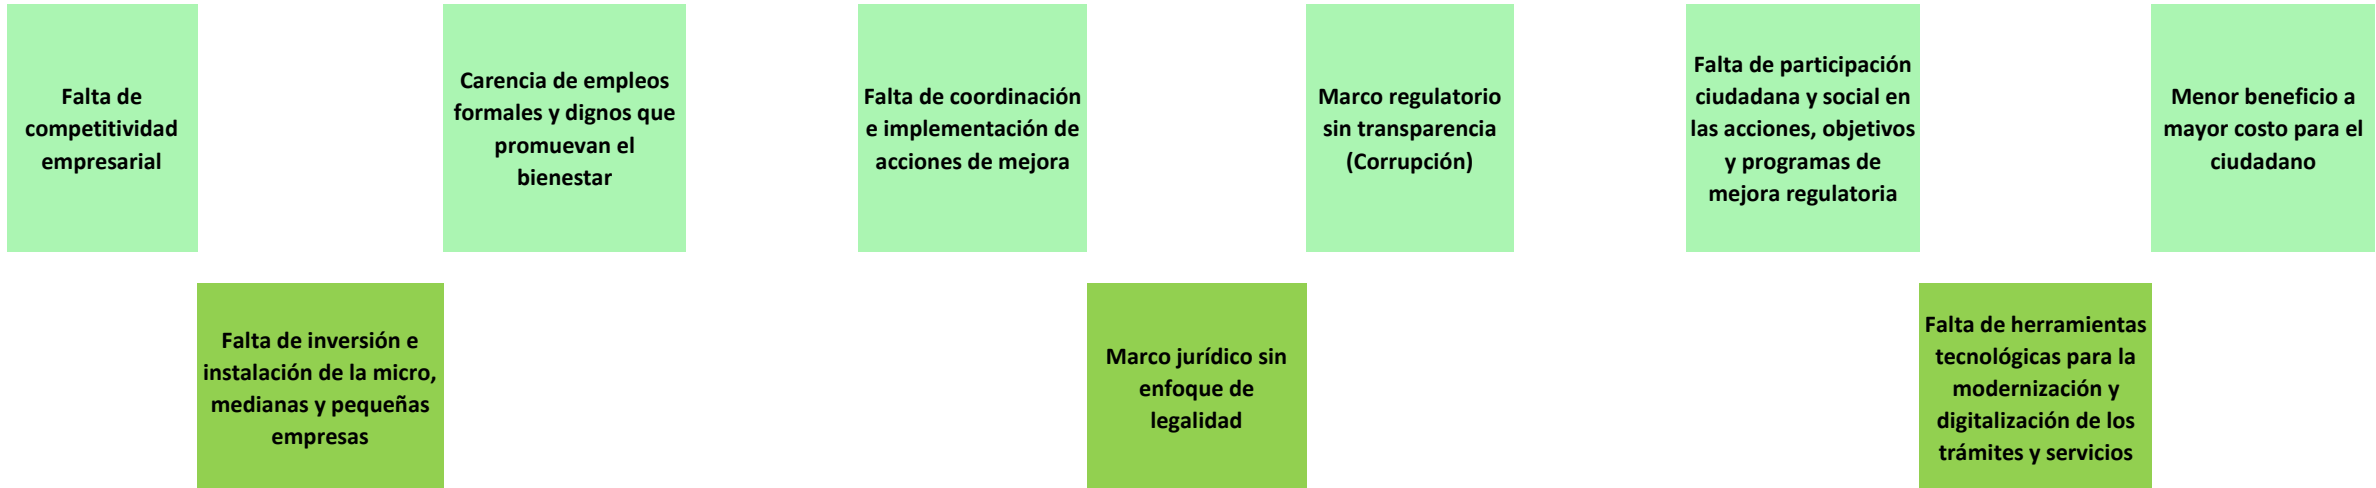 Falta de
competitividad
empresarial
Carencia de empleos
formales y dignos que
promuevan el
bienestar
Falta de coordinación
e implementación de
acciones de mejora
Marco regulatorio
sin transparencia
(Corrupción)
Falta de participación
ciudadana y social en
las acciones, objetivos
y programas de
mejora regulatoria
Menor beneficio a
mayor costo para el
ciudadano
Falta de inversión e
instalación de la micro,
medianas y pequeñas
empresas
Marco jurídico sin
enfoque de
legalidad
Falta de herramientas
tecnológicas para la
modernización y
digitalización de los
trámites y servicios